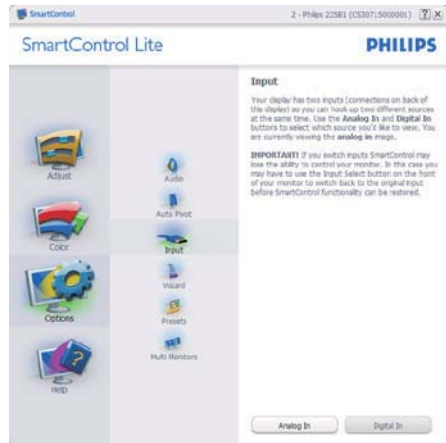 SmartControl
2 - Philips 225B1 (CS30715000001)
SmartControl Lite
PHILIPS
Adjust
Color
Options
Help
Audio
Auto Pivot
Input
Wizard
Presets
Multi Monitors
Input
Your display has two inputs (connections on back of
the display) so you can hook up two different sources
at the same time. Use the Analog In and Digital In
buttons to select which source you'd like to view. You
are currently viewing the analog in image.
IMPORTANT! If you switch inputs SmartControl may
lose the ability to control your monitor. In the case you
may have to use the Input Select button on the front
of your monitor to switch back to the original input
before SmartControl functionality can be restored.
Analog In
Digital In